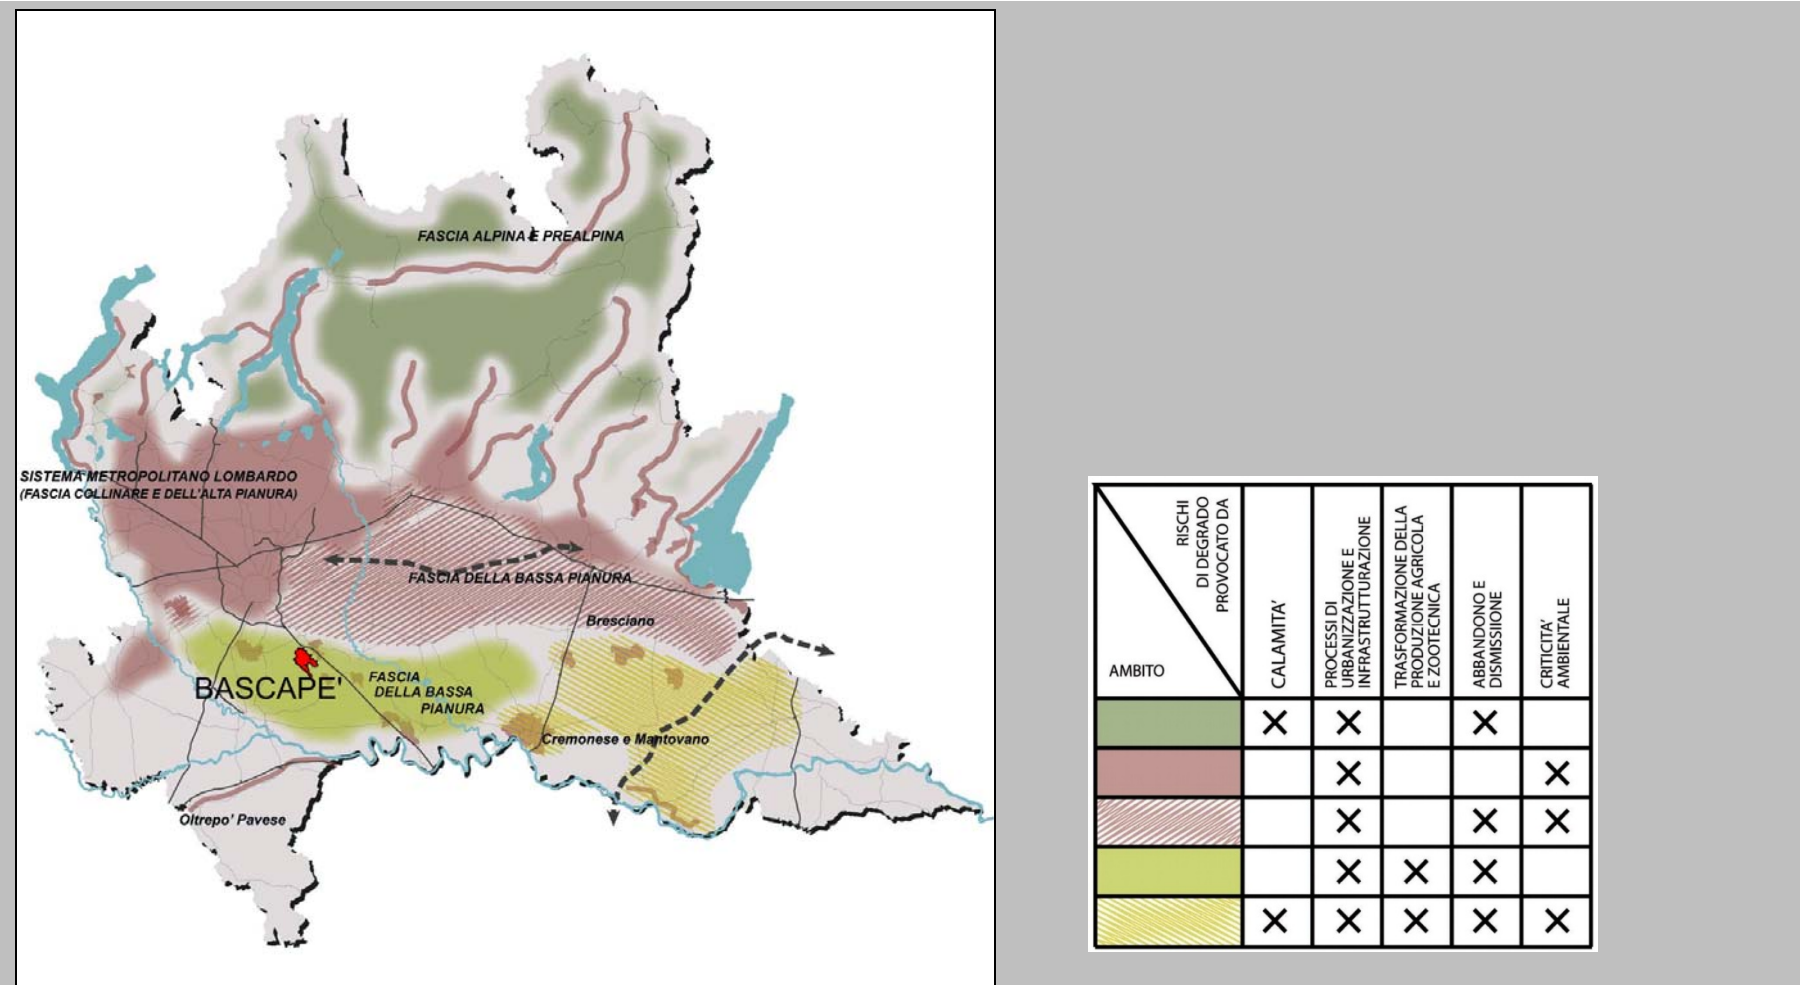 FASCIA ALPINA E PREALPINA
SISTEMA METROPOLITANO LOMBARDO
(FASCIA COLLINARE E DELL'ALTA PIANURA)
FASCIA DELLA BASSA PIANURA
Bresciano
BASCAPE'
FASCIA
DELLA BASSA
PIANURA
Cremonese e Mantovano
Oltrepo' Pavese
RISCHI
DI DEGRADO
PROVOCATO DA
AMBITO
CALAMITA'
PROCESSI DI
URBANIZZAZIONE E
INFRASTRUTTURAZIONE
TRASFORMAZIONE DELLA
PRODUZIONE AGRICOLA
E ZOOTECNICA
ABBANDONO E
DISMISSIIONE
CRITICITA'
AMBIENTALE